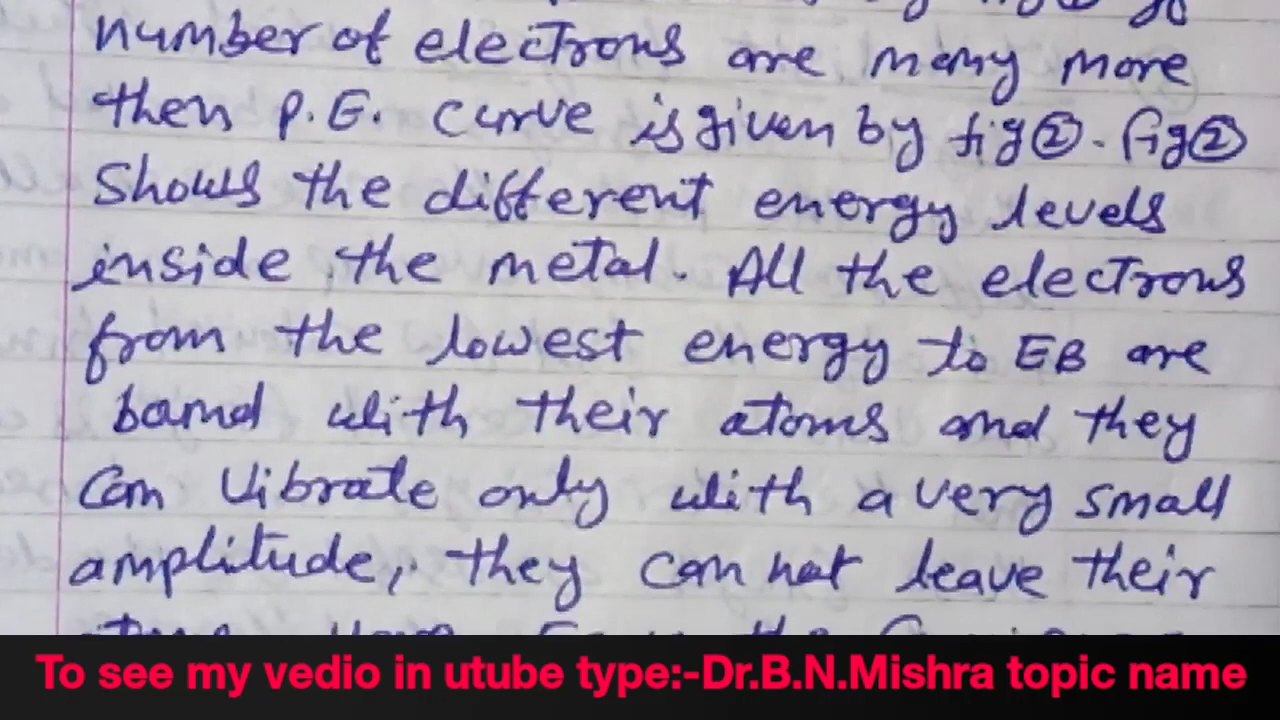 number of electrons are many more
then P.E. curve is given by fig②. fig②
Shows the different energy levels
inside, the metal. All the electrons
from the lowest energy to EB are
band with their atoms and they
can vibrate only with a very small
amplitude, they can not leave their
To see my vedio in utube type:-Dr.B.N.Mishra topic name